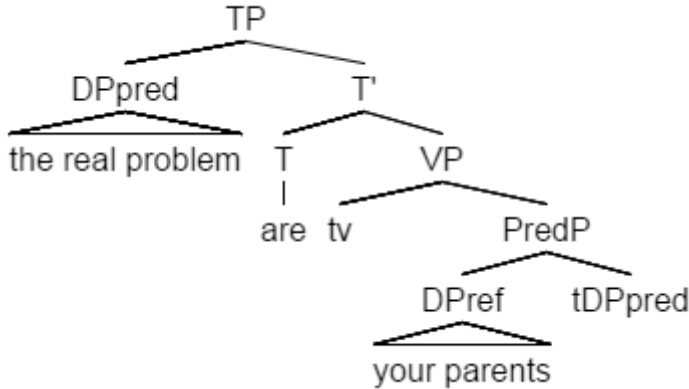 TP
DPpred T'
the real problem T VP
are tv PredP
DPref tDPpred
your parents